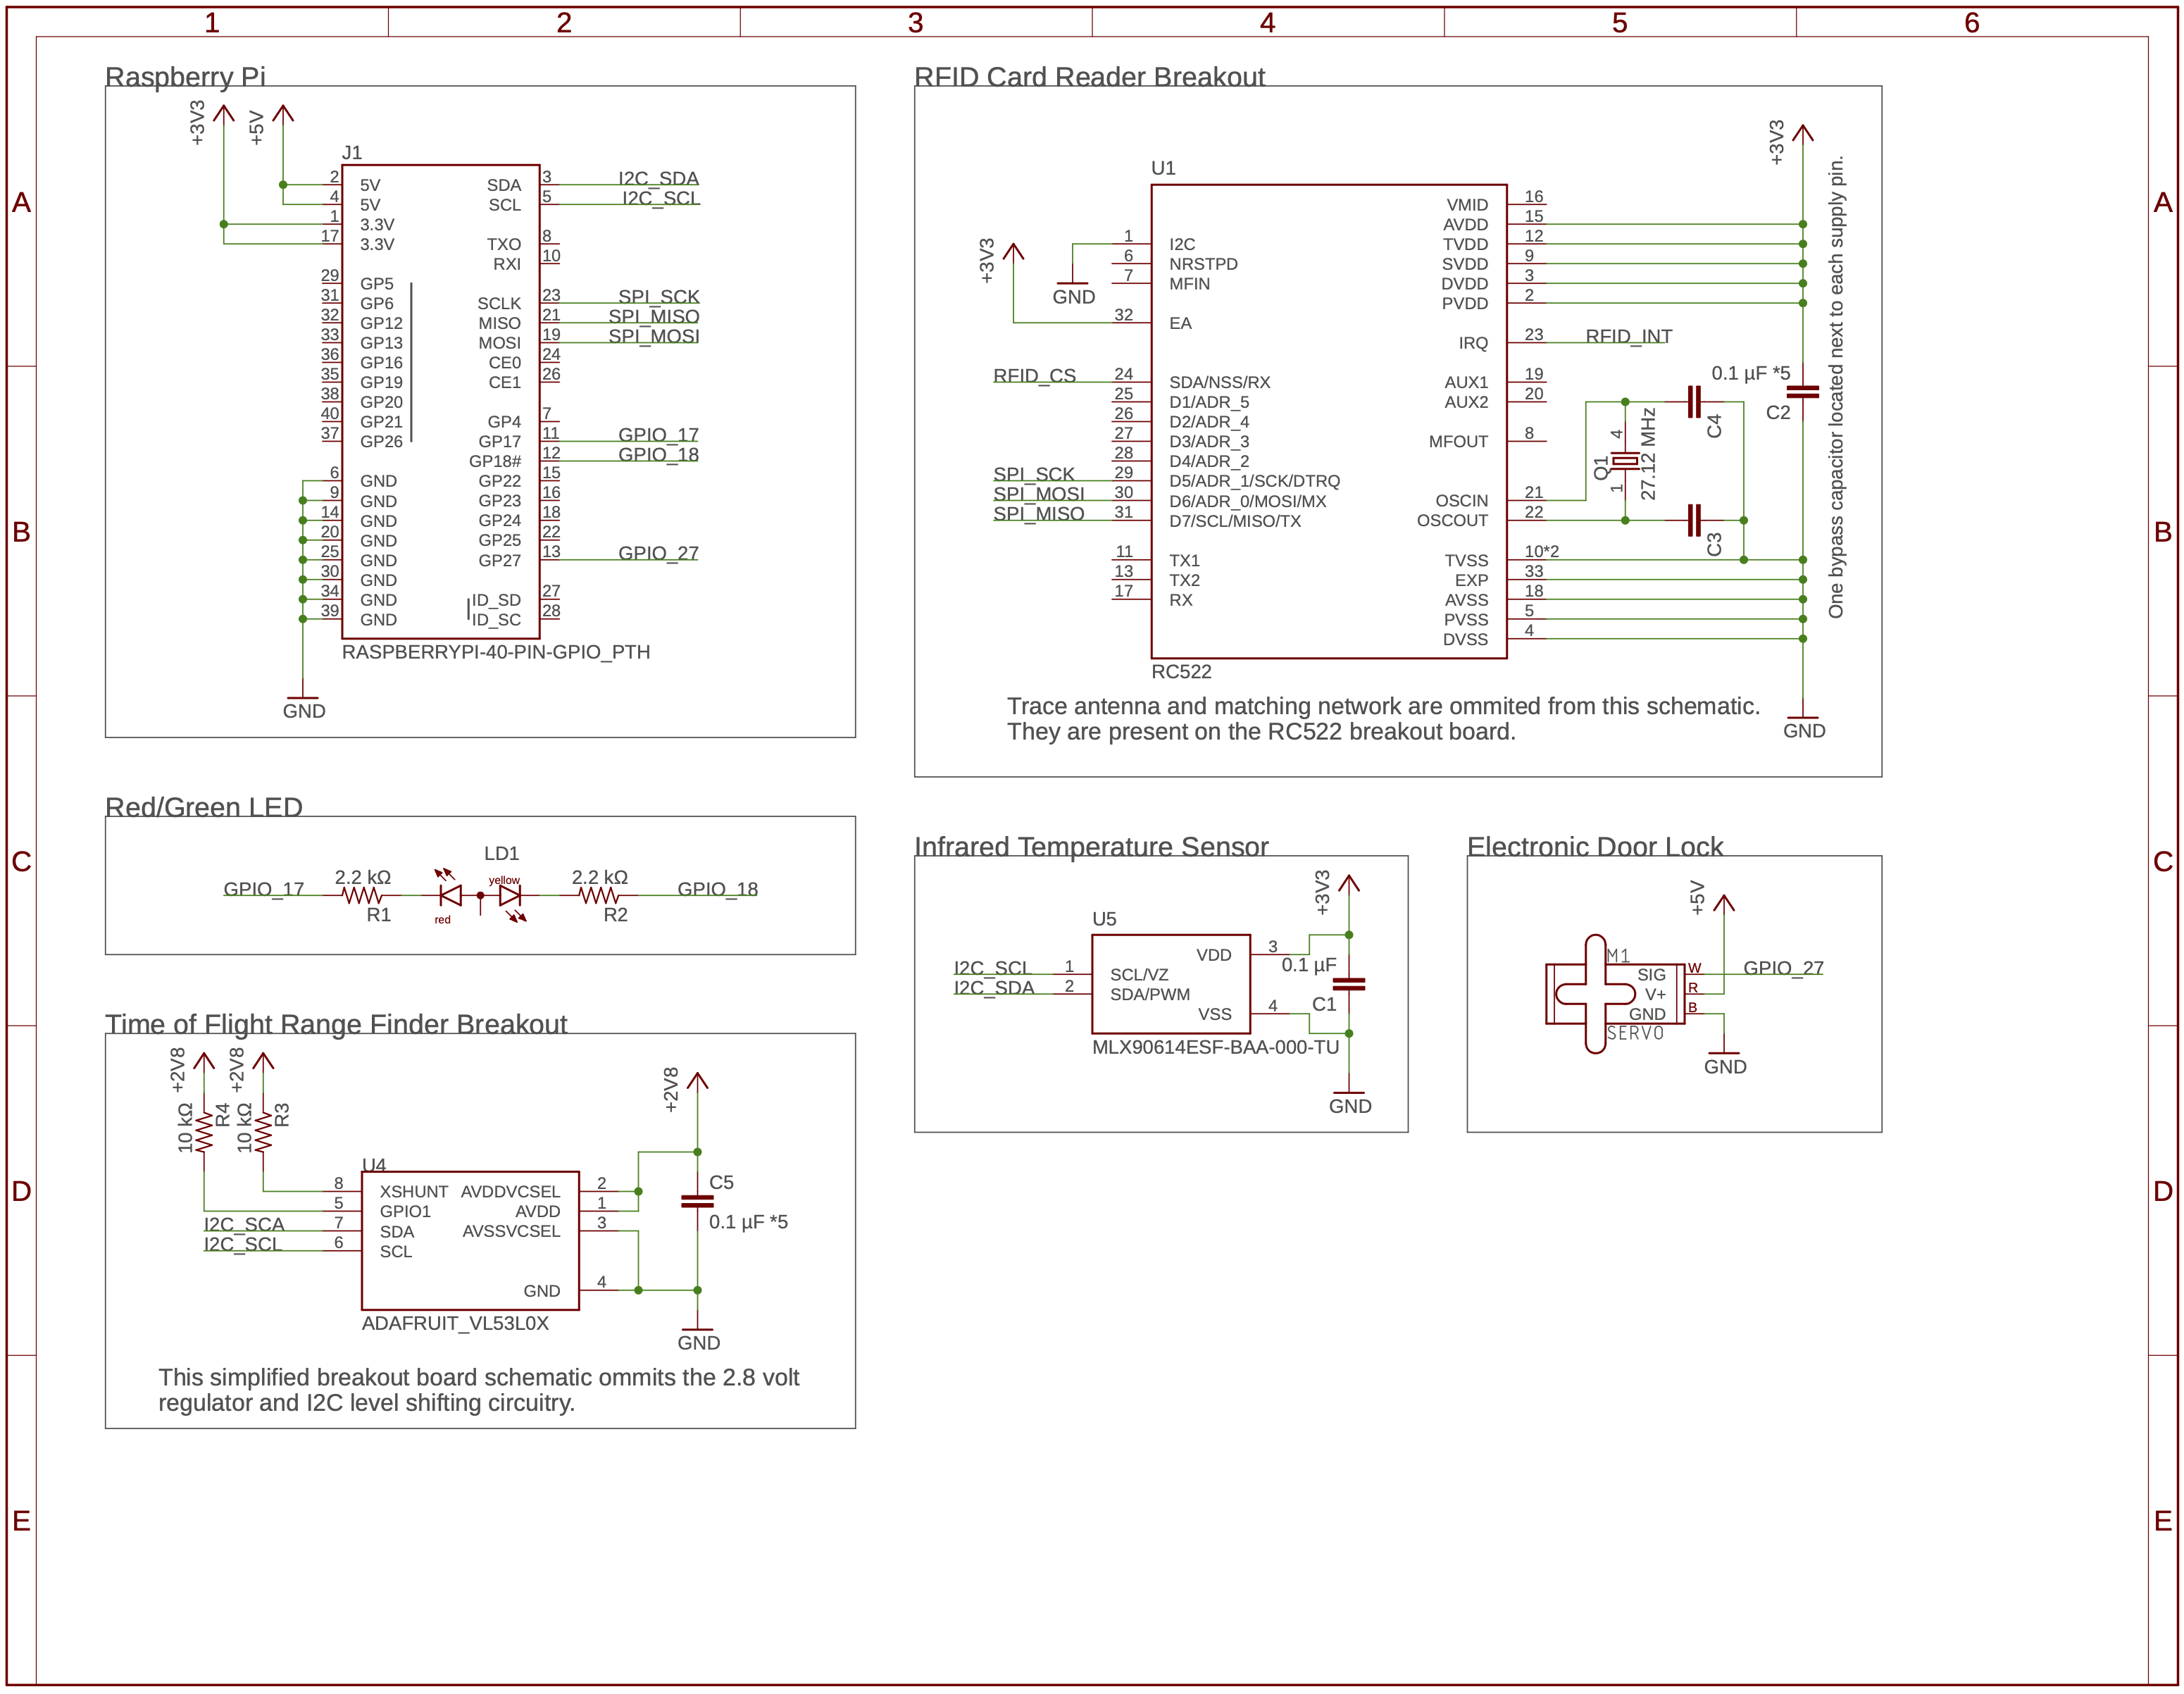 1 2 3 4 5 6
A A
B B
C C
D D
E E
Raspberry Pi
+3V3 +5V
J1
2 5V SDA 3 I2C_SDA
4 5V SCL 5 I2C_SCL
1 3.3V
17 3.3V TXO 8
RXI 10
29 GP5
31 GP6 SCLK 23 SPI_SCK
32 GP12 MISO 21 SPI_MISO
33 GP13 MOSI 19 SPI_MOSI
36 GP16 CE0 24
35 GP19 CE1 26
38 GP20
40 GP21 GP4 7
37 GP26 GP17 11 GPIO_17
GP18# 12 GPIO_18
6 GND GP22 15
9 GND GP23 16
14 GND GP24 18
20 GND GP25 22
25 GND GP27 13 GPIO_27
30 GND
34 GND ID_SD 27
39 GND ID_SC 28
RASPBERRYPI-40-PIN-GPIO_PTH
GND
RFID Card Reader Breakout
+3V3
U1
VMID 16
AVDD 15
+3V3 1 I2C TVDD 12
6 NRSTPD SVDD 9
7 MFIN DVDD 3
GND PVDD 2
32 EA
IRQ 23 RFID_INT
RFID_CS 24 SDA/NSS/RX AUX1 19
25 D1/ADR_5 AUX2 20
26 D2/ADR_4
27 D3/ADR_3 MFOUT 8
28 D4/ADR_2
SPI_SCK 29 D5/ADR_1/SCK/DTRQ
SPI_MOSI 30 D6/ADR_0/MOSI/MX OSCIN 21
SPI_MISO 31 D7/SCL/MISO/TX OSCOUT 22
11 TX1 TVSS 10*2
13 TX2 EXP 33
17 RX AVSS 18
PVSS 5
DVSS 4
RC522
0.1 µF *5
C2
C4
Q1 4 1 27.12 MHz
C3
One bypass capacitor located next to each supply pin.
GND
Trace antenna and matching network are ommited from this schematic.
They are present on the RC522 breakout board.
Red/Green LED
LD1
GPIO_17 2.2 kΩ R1 red yellow 2.2 kΩ R2 GPIO_18
Infrared Temperature Sensor
+3V3
U5
VDD 3
I2C_SCL 1 SCL/VZ 0.1 µF
I2C_SDA 2 SDA/PWM
VSS 4 C1
MLX90614ESF-BAA-000-TU
GND
Electronic Door Lock
+5V
M1
SIG W GPIO_27
V+ R
GND B
SERVO
GND
Time of Flight Range Finder Breakout
+2V8 +2V8 +2V8
10 kΩ R4 10 kΩ R3
U4
8 XSHUNT AVDDVCSEL 2
5 GPIO1 AVDD 1
I2C_SCA 7 SDA AVSSVCSEL 3
I2C_SCL 6 SCL
GND 4
C5
0.1 µF *5
ADAFRUIT_VL53L0X
GND
This simplified breakout board schematic ommits the 2.8 volt
regulator and I2C level shifting circuitry.